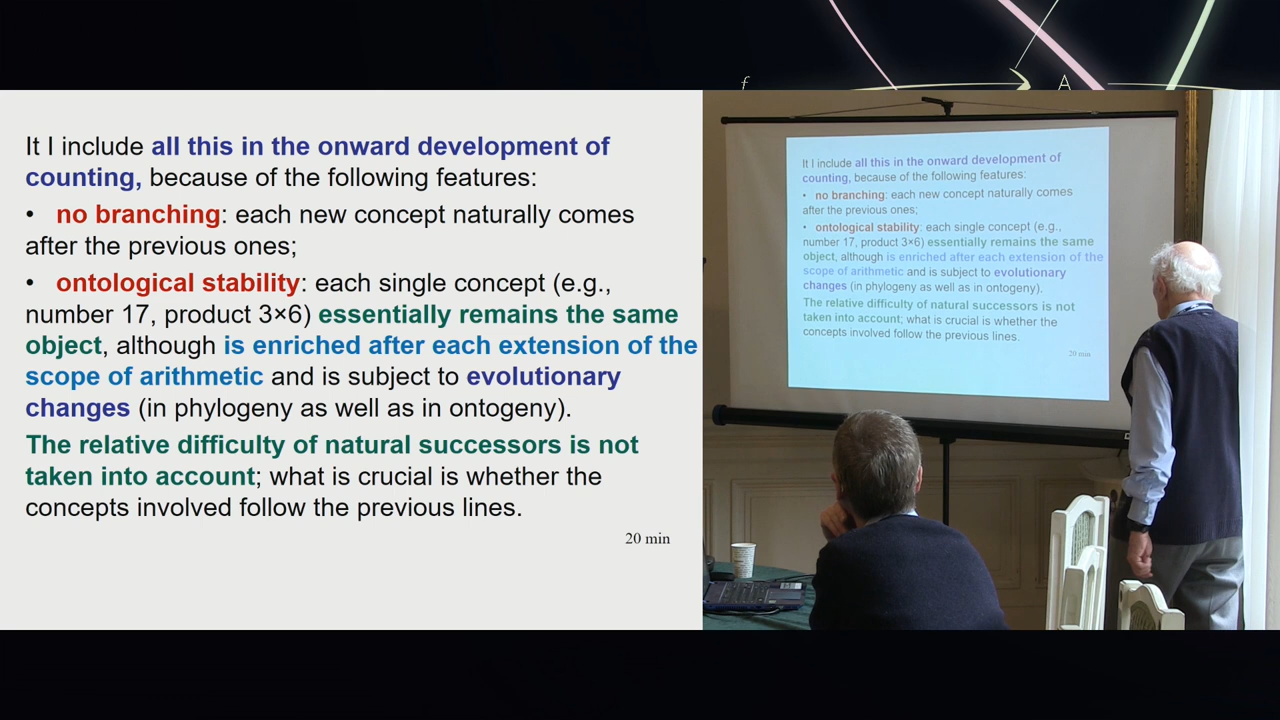 f
A
It I include all this in the onward development of
counting, because of the following features:
• no branching: each new concept naturally comes
after the previous ones;
• ontological stability: each single concept (e.g.,
number 17, product 3×6) essentially remains the same
object, although is enriched after each extension of the
scope of arithmetic and is subject to evolutionary
changes (in phylogeny as well as in ontogeny).
The relative difficulty of natural successors is not
taken into account; what is crucial is whether the
concepts involved follow the previous lines.
20 min
It I include all this in the onward development of
counting, because of the following features:
• no branching: each new concept naturally comes
after the previous ones;
• ontological stability: each single concept (e.g.,
number 17, product 3×6) essentially remains the same
object, although is enriched after each extension of the
scope of arithmetic and is subject to evolutionary
changes (in phylogeny as well as in ontogeny).
The relative difficulty of natural successors is not
taken into account; what is crucial is whether the
concepts involved follow the previous lines.
20 min